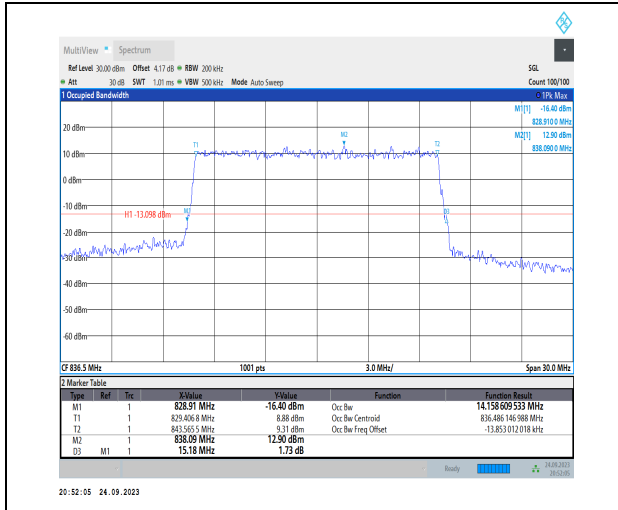 MultiView Spectrum
Ref Level 30.00 dBm Offset 4.17 dB RBW 200 kHz SGL
Att 30 dB SWT 1.01 ms VBW 500 kHz Mode Auto Sweep Count 100/100
1 Occupied Bandwidth 1Pk Max
M1[1] -16.40 dBm
828.910 0 MHz
M2[1] 12.90 dBm
838.090 0 MHz
20 dBm
M2
T1 T2
10 dBm
0 dBm
-10 dBm
H1 -13.098 dBm
D3
-20 dBm
-30 dBm
-40 dBm
-50 dBm
-60 dBm
CF 836.5 MHz 1001 pts 3.0 MHz/ Span 30.0 MHz
2 Marker Table
Type Ref Trc X-Value Y-Value Function Function Result
M1 1 828.91 MHz -16.40 dBm Occ Bw 14.158 609 533 MHz
T1 1 829.406 8 MHz 8.88 dBm Occ Bw Centroid 836.486 146 988 MHz
T2 1 843.565 5 MHz 9.31 dBm Occ Bw Freq Offset -13.853 012 018 kHz
M2 1 838.09 MHz 12.90 dBm
D3 M1 1 15.18 MHz 1.73 dB
Ready 24.09.2023
20:52:05
20:52:05 24.09.2023